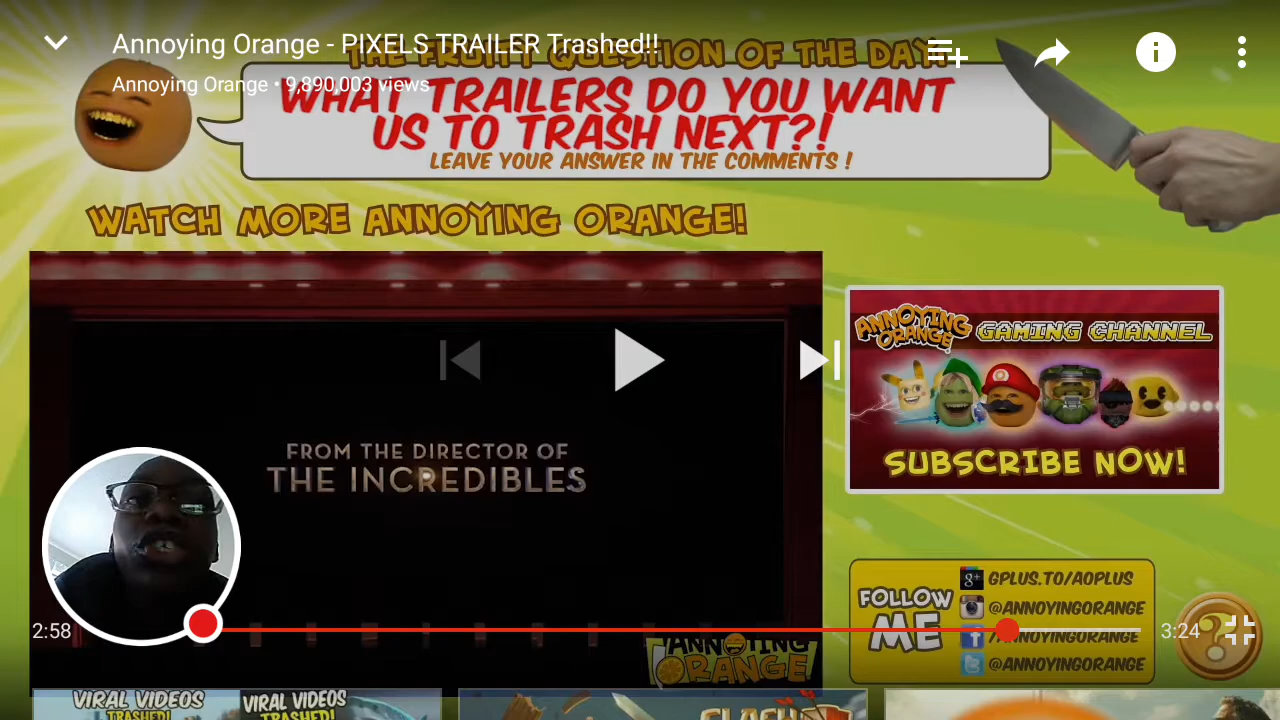 Annoying Orange - PIXELS TRAILER Trashed!!
THE FRUITY QUESTION OF THE DAY
Annoying Orange • 9,890,003 views
WHAT TRAILERS DO YOU WANT
US TO TRASH NEXT?!
LEAVE YOUR ANSWER IN THE COMMENTS !
WATCH MORE ANNOYING ORANGE!
ANNOYING
ORANGE
GAMING CHANNEL
SUBSCRIBE NOW!
FROM THE DIRECTOR OF
THE INCREDIBLES
FOLLOW
ME
g+ GPLUS.TO/AOPLUS
@ANNOYINGORANGE
f /ANNOYINGORANGE
@ANNOYINGORANGE
2:58
3:24
ANNOYING
ORANGE!
VIRAL VIDEOS
TRASHED!
VIRAL VIDEOS
TRASHED!
CLASH